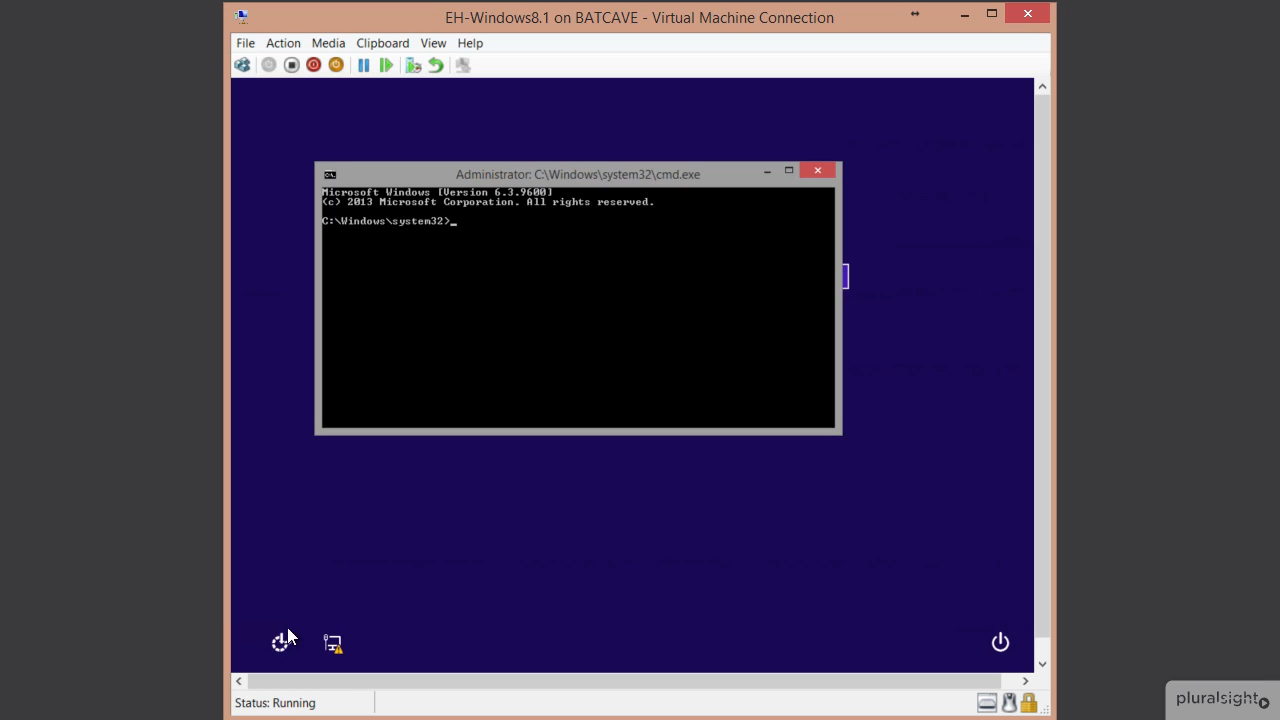 EH-Windows8.1 on BATCAVE - Virtual Machine Connection
File Action Media Clipboard View Help
Administrator: C:\Windows\system32\cmd.exe
Microsoft Windows [Version 6.3.9600]
(c) 2013 Microsoft Corporation. All rights reserved.
C:\Windows\system32>_
Status: Running
pluralsight